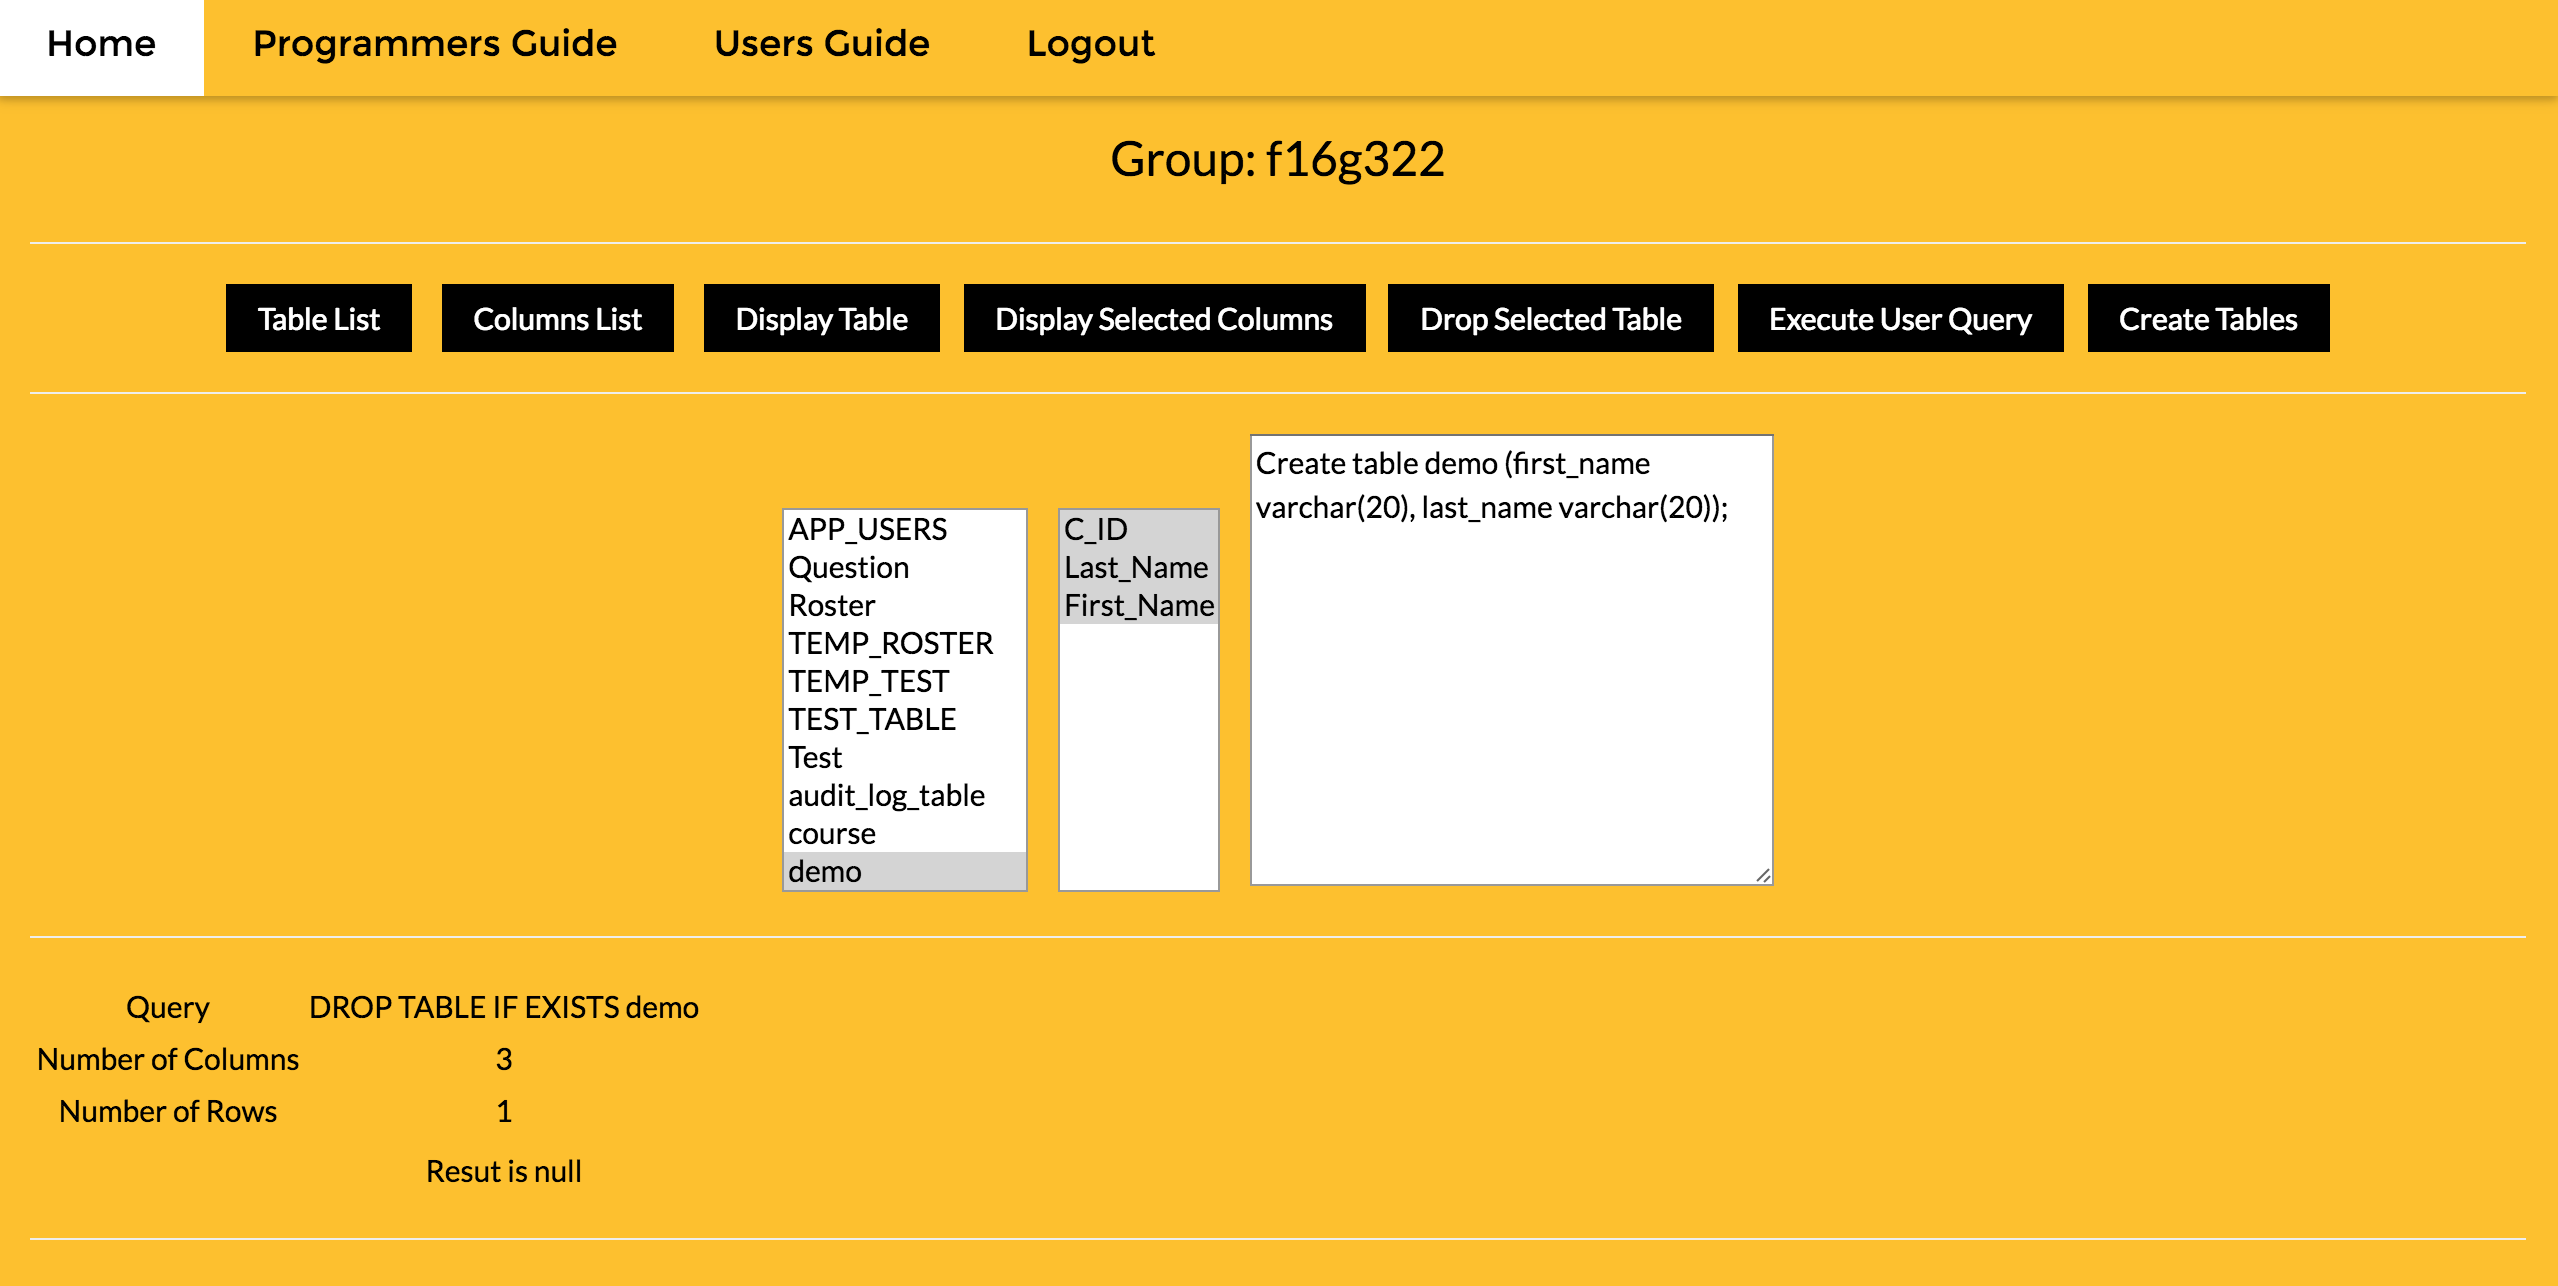 Home Programmers Guide Users Guide Logout
Group: f16g322
Table List Columns List Display Table Display Selected Columns Drop Selected Table Execute User Query Create Tables
APP_USERS
Question
Roster
TEMP_ROSTER
TEMP_TEST
TEST_TABLE
Test
audit_log_table
course
demo
C_ID
Last_Name
First_Name
Create table demo (first_name
varchar(20), last_name varchar(20));
Query DROP TABLE IF EXISTS demo
Number of Columns 3
Number of Rows 1
Resut is null